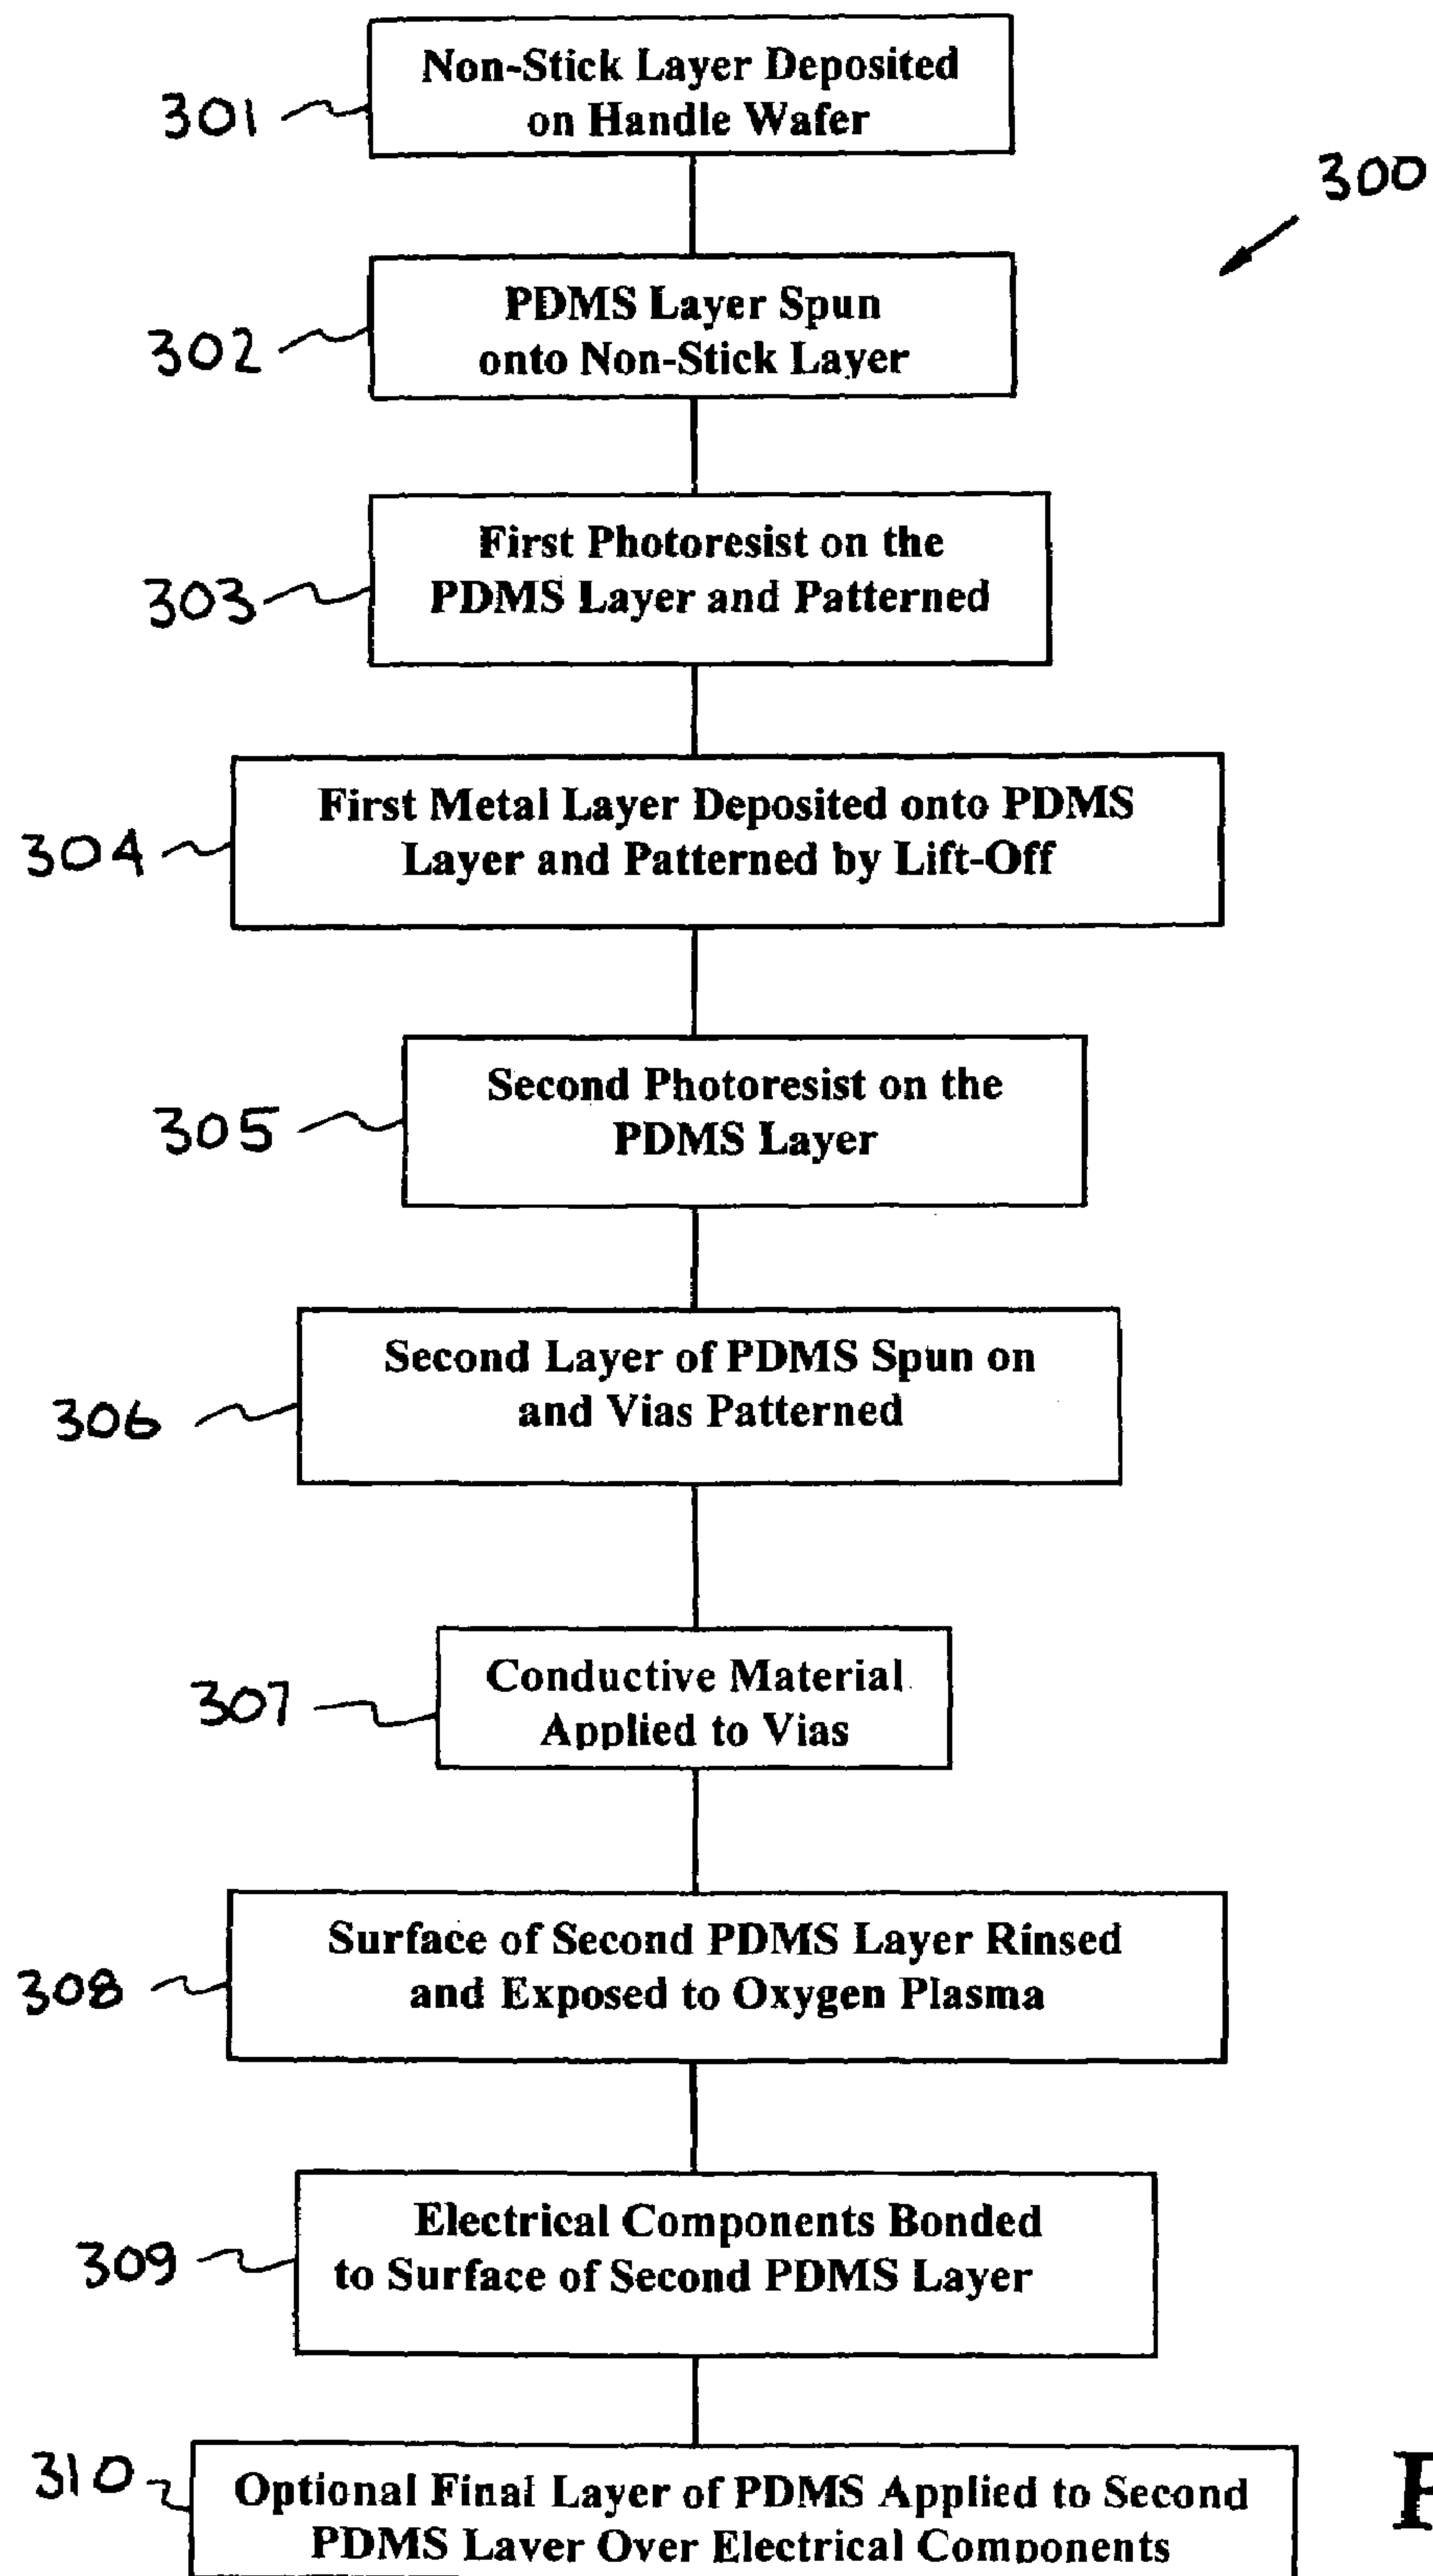 Non-Stick Layer Deposited
on Handle Wafer
301
300
PDMS Layer Spun
onto Non-Stick Layer
302
First Photoresist on the
PDMS Layer and Patterned
303
First Metal Layer Deposited onto PDMS
Layer and Patterned by Lift-Off
304
Second Photoresist on the
PDMS Layer
305
Second Layer of PDMS Spun on
and Vias Patterned
306
Conductive Material
Applied to Vias
307
Surface of Second PDMS Layer Rinsed
and Exposed to Oxygen Plasma
308
Electrical Components Bonded
to Surface of Second PDMS Layer
309
310
Optional Final Layer of PDMS Applied to Second
PDMS Layer Over Electrical Components